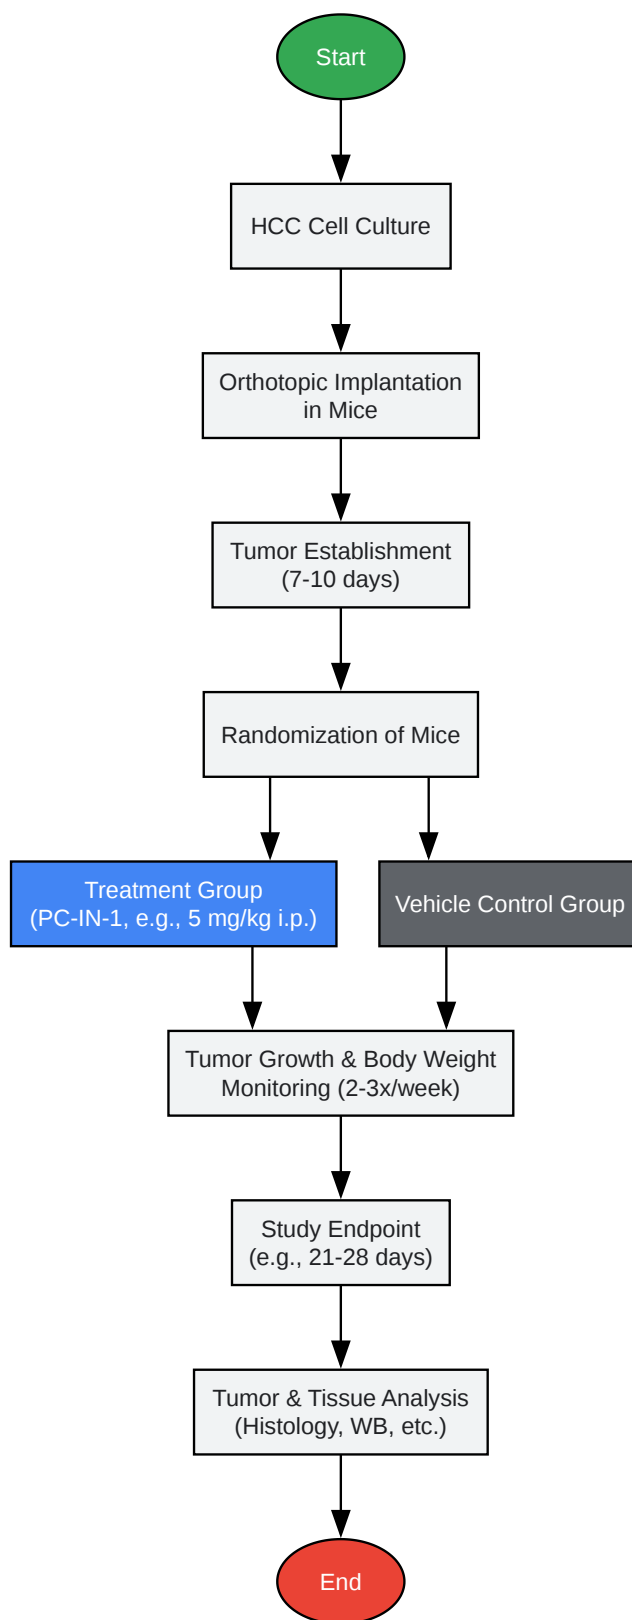 Start
HCC Cell Culture
Orthotopic Implantation
in Mice
Tumor Establishment
(7-10 days)
Randomization of Mice
Treatment Group
(PC-IN-1, e.g., 5 mg/kg i.p.)
Vehicle Control Group
Tumor Growth & Body Weight
Monitoring (2-3x/week)
Study Endpoint
(e.g., 21-28 days)
Tumor & Tissue Analysis
(Histology, WB, etc.)
End